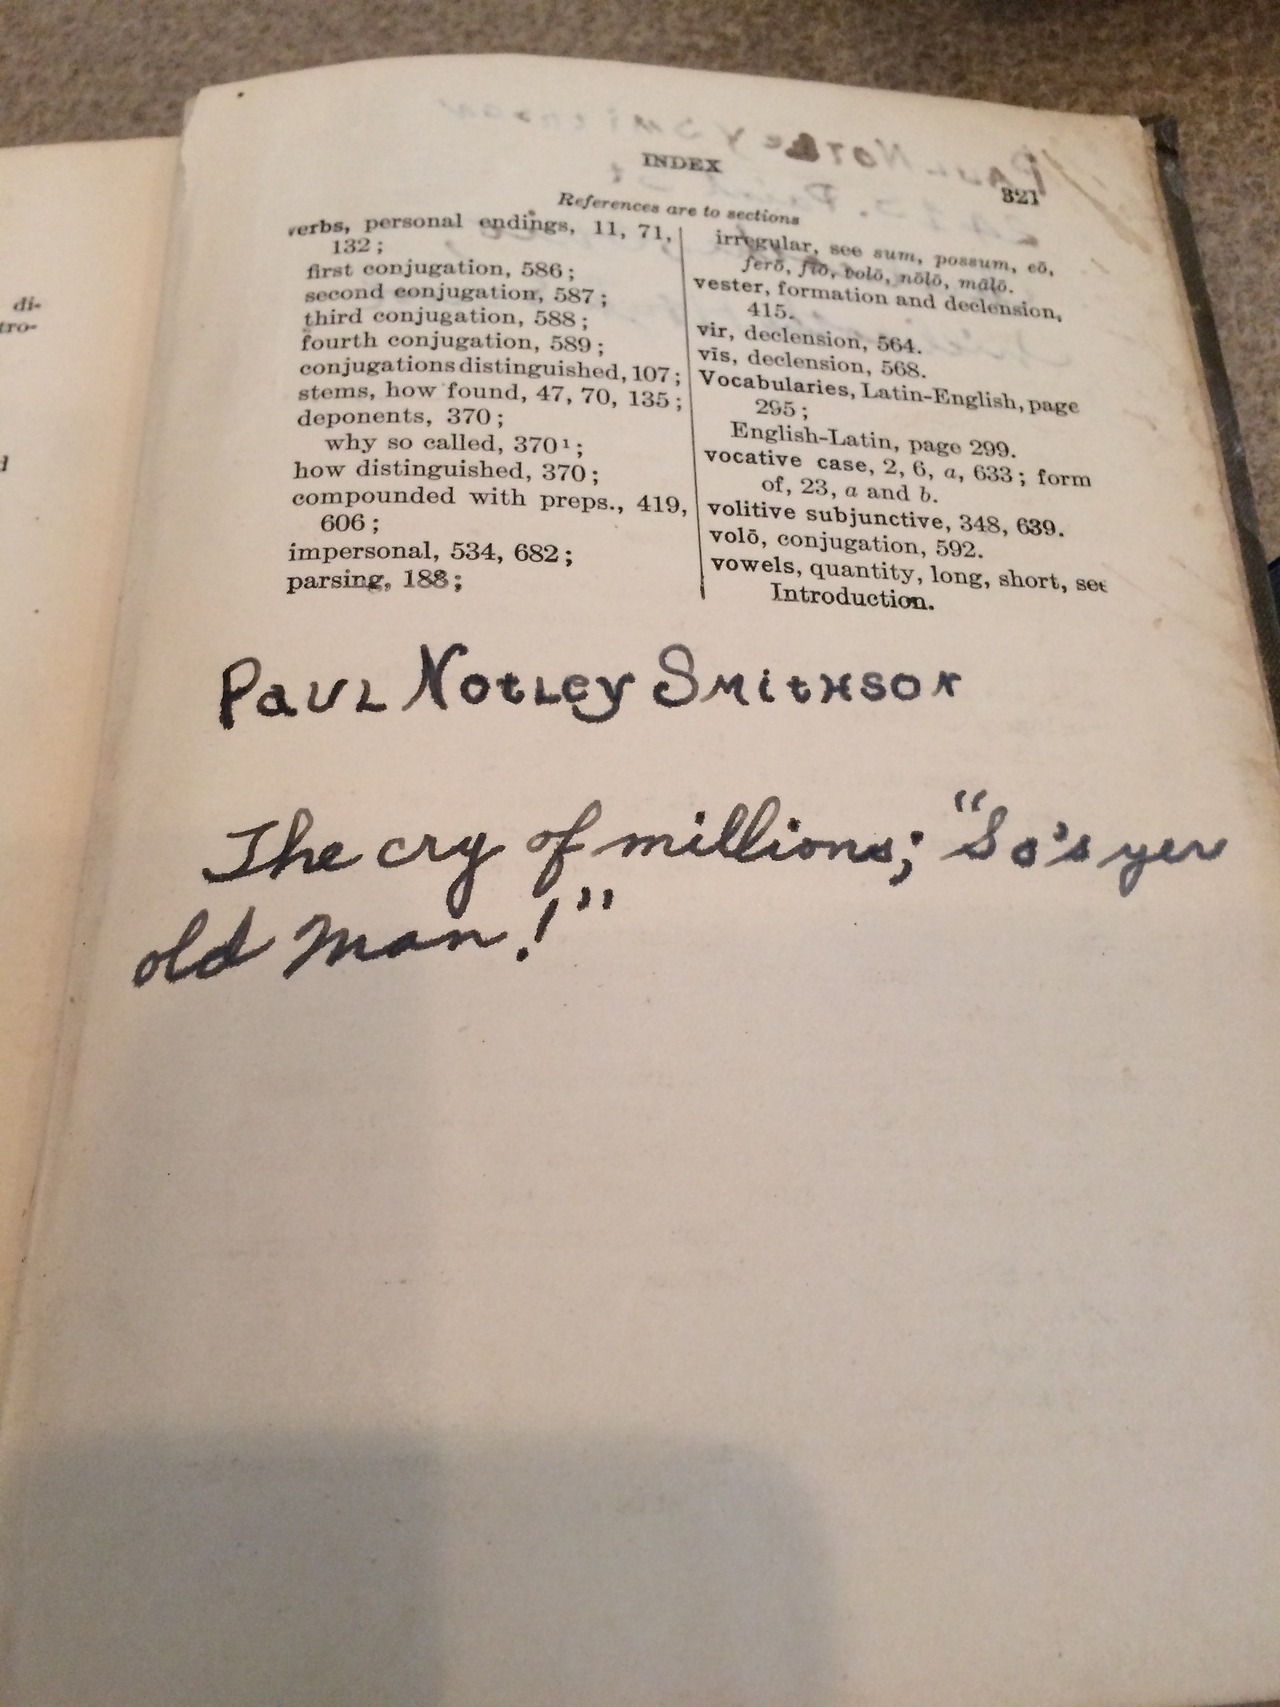 INDEX
321
References are to sections
verbs, personal endings, 11, 71,
132;
first conjugation, 586;
second conjugation, 587;
third conjugation, 588;
fourth conjugation, 589;
conjugations distinguished, 107;
stems, how found, 47, 70, 135;
deponents, 370;
why so called, 370¹;
how distinguished, 370;
compounded with preps., 419,
606;
impersonal, 534, 682;
parsing, 188;
irregular, see sum, possum, eō,
ferō, fīō, volō, nōlō, mālō.
vester, formation and declension,
415.
vir, declension, 564.
vīs, declension, 568.
Vocabularies, Latin-English, page
295;
English-Latin, page 299.
vocative case, 2, 6, a, 633; form
of, 23, a and b.
volitive subjunctive, 348, 639.
volō, conjugation, 592.
vowels, quantity, long, short, see
Introduction.
Paul Notley Smithson
The cry of millions; "So's yer
old Man!"
di-
tro-